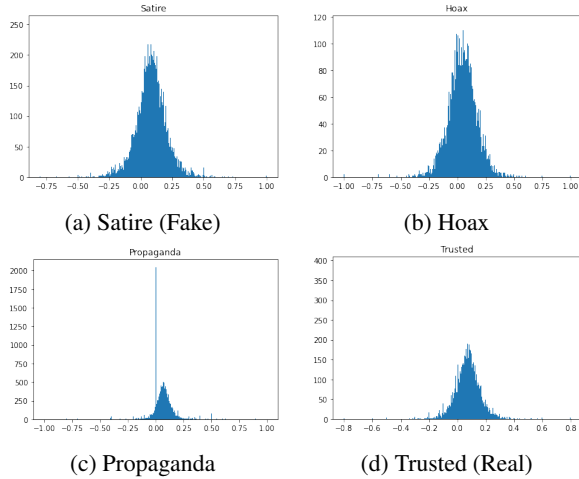 Satire
250
200
150
100
50
0
-0.75 -0.50 -0.25 0.00 0.25 0.50 0.75 1.00
(a) Satire (Fake)
Hoax
120
100
80
60
40
20
0
-1.00 -0.75 -0.50 -0.25 0.00 0.25 0.50 0.75 1.00
(b) Hoax
Propaganda
2000
1750
1500
1250
1000
750
500
250
0
-1.00 -0.75 -0.50 -0.25 0.00 0.25 0.50 0.75 1.00
(c) Propaganda
Trusted
400
350
300
250
200
150
100
50
0
-0.8 -0.6 -0.4 -0.2 0.0 0.2 0.4 0.6 0.8
(d) Trusted (Real)